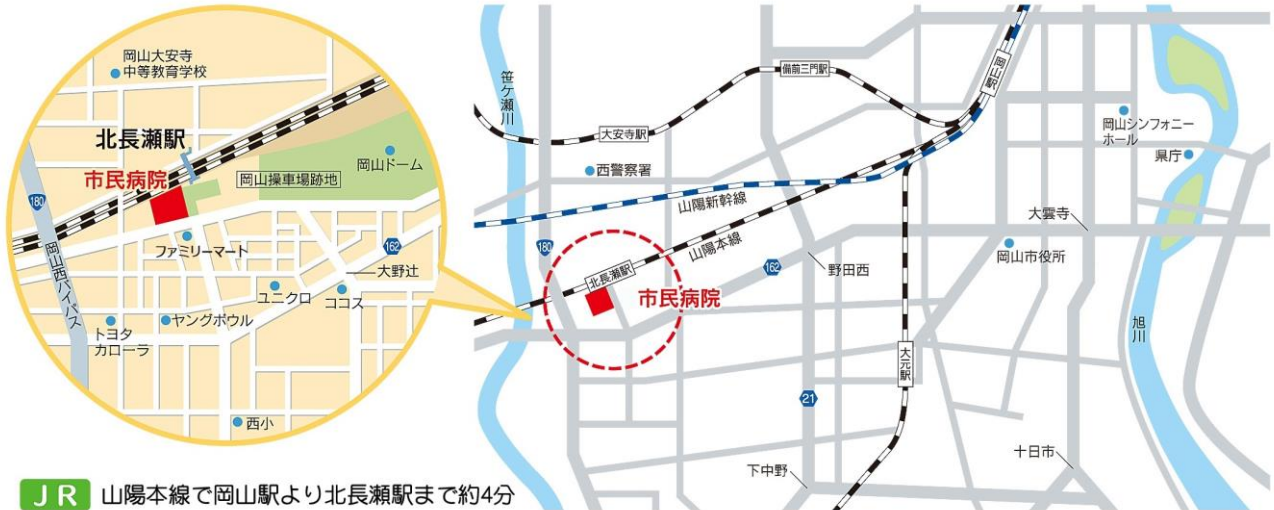 岡山大安寺
中等教育学校
北長瀬駅
市民病院
岡山操車場跡地
岡山ドーム
180
岡山西バイパス
ファミリーマート
162
大野辻
ユニクロ
ココス
ヤングボウル
トヨタ
カローラ
西小
笹ケ瀬川
大安寺駅
備前三門駅
岡山駅
西警察署
山陽新幹線
山陽本線
180
北長瀬駅
市民病院
162
野田西
岡山シンフォニー
ホール
県庁
大雲寺
岡山市役所
旭川
大元駅
21
下中野
十日市
JR 山陽本線で岡山駅より北長瀬駅まで約4分